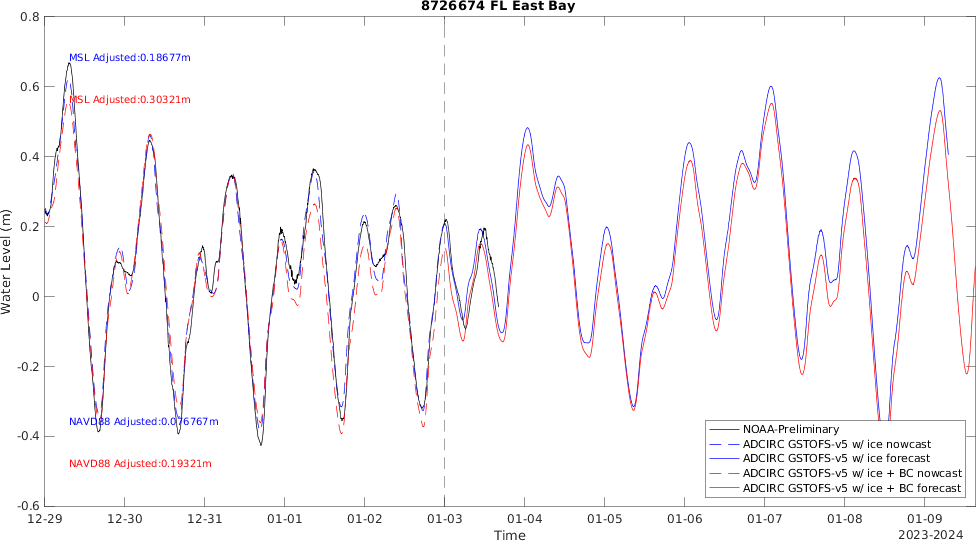 8726674 FL East Bay
0.8
0.6
0.4
0.2
0
-0.2
-0.4
-0.6
Water Level (m)
MSL Adjusted:0.18677m
MSL Adjusted:0.30321m
NAVD88 Adjusted:0.076767m
NAVD88 Adjusted:0.19321m
NOAA-Preliminary
ADCIRC GSTOFS-v5 w/ ice nowcast
ADCIRC GSTOFS-v5 w/ ice forecast
ADCIRC GSTOFS-v5 w/ ice + BC nowcast
ADCIRC GSTOFS-v5 w/ ice + BC forecast
12-29 12-30 12-31 01-01 01-02 01-03 01-04 01-05 01-06 01-07 01-08 01-09
Time
2023-2024